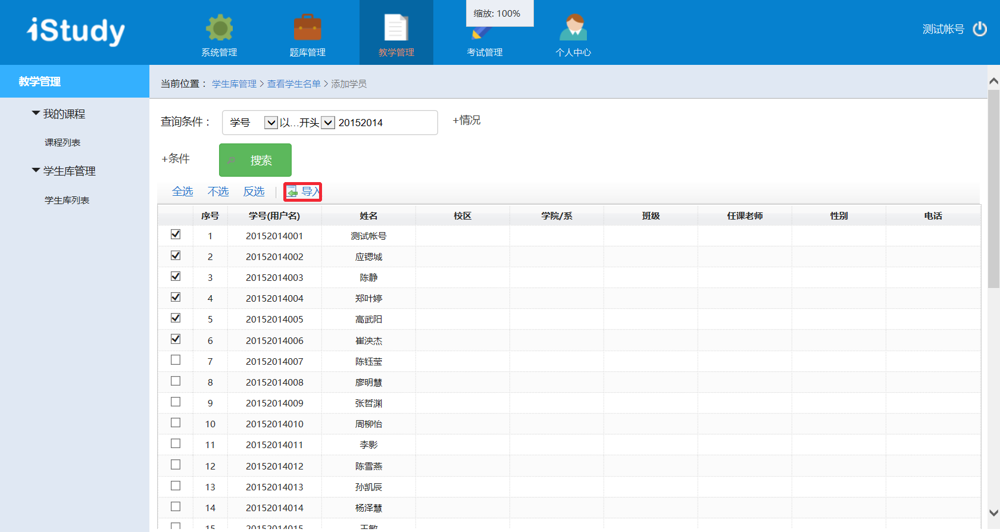 iStudy
系统管理 题库管理 教学管理 考试管理 个人中心
缩放: 100%
测试帐号
教学管理
我的课程
课程列表
学生库管理
学生库列表
当前位置： 学生库管理 > 查看学生名单 > 添加学员
查询条件： 学号 以...开头 20152014 +情况
+条件 搜索
全选 不选 反选 | 导入
序号 学号(用户名) 姓名 校区 学院/系 班级 任课老师 性别 电话
1 20152014001 测试帐号
2 20152014002 应锶城
3 20152014003 陈静
4 20152014004 郑叶婷
5 20152014005 高武阳
6 20152014006 崔泱杰
7 20152014007 陈钰莹
8 20152014008 廖明慧
9 20152014009 张哲渊
10 20152014010 周柳怡
11 20152014011 李影
12 20152014012 陈雪燕
13 20152014013 孙凯辰
14 20152014014 杨泽慧
15 20152014015 王敏